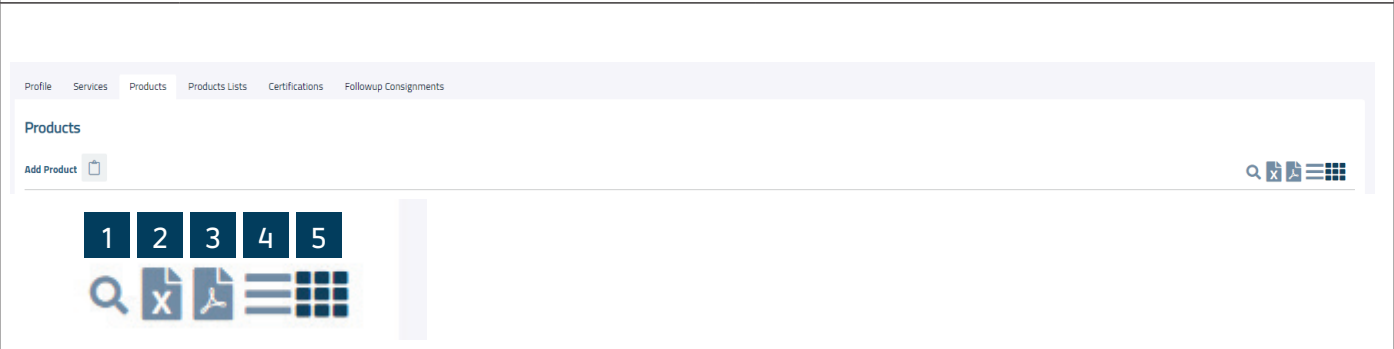 Profile Services Products Products Lists Certifications Followup Consignments
Products
Add Product
1 2 3 4 5